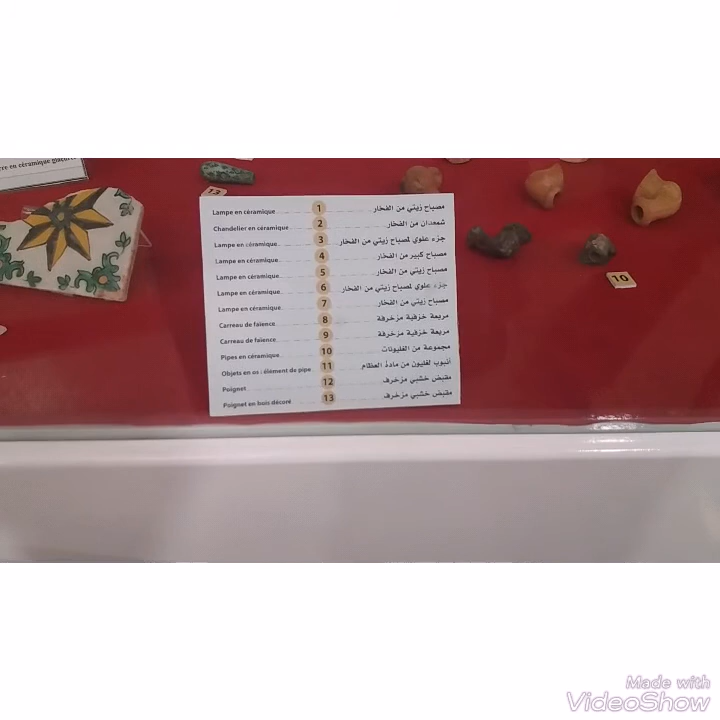 en céramique
13
Lampe en céramique 1 مصباح زيتي من الفخار
Chandelier en céramique 2 شمعدان من الفخار
Lampe en céramique 3 جزء علوي لمصباح زيتي من الفخار
Lampe en céramique 4 مصباح كبير من الفخار
Lampe en céramique 5 مصباح زيتي من الفخار
Lampe en céramique 6 جزء علوي لمصباح زيتي من الفخار
Lampe en céramique 7 مصباح زيتي من الفخار
Carreau de faïence 8 مربعة خزفية مزخرفة
Carreau de faïence 9 مربعة خزفية مزخرفة
Pipes en céramique 10 مجموعة من الغليونات
Objets en os : élément de pipe 11 أنبوب لغليون من مادة العظام
Poignet 12 مقبض خشبي مزخرف
Poignet en bois décoré 13 مقبض خشبي مزخرف
10
Made with
VideoShow